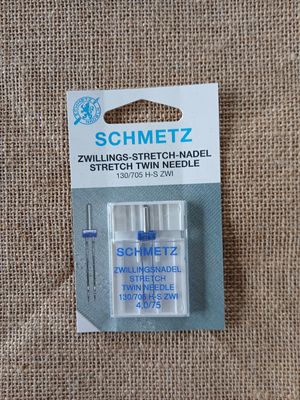 SCHMETZ
ZWILLINGS-STRETCH-NADEL
STRETCH TWIN NEEDLE
130/705 H-S ZWI
SCHMETZ
ZWILLINGSNADEL
STRETCH
TWIN NEEDLE
130/705 H-S ZWI
4,0/75